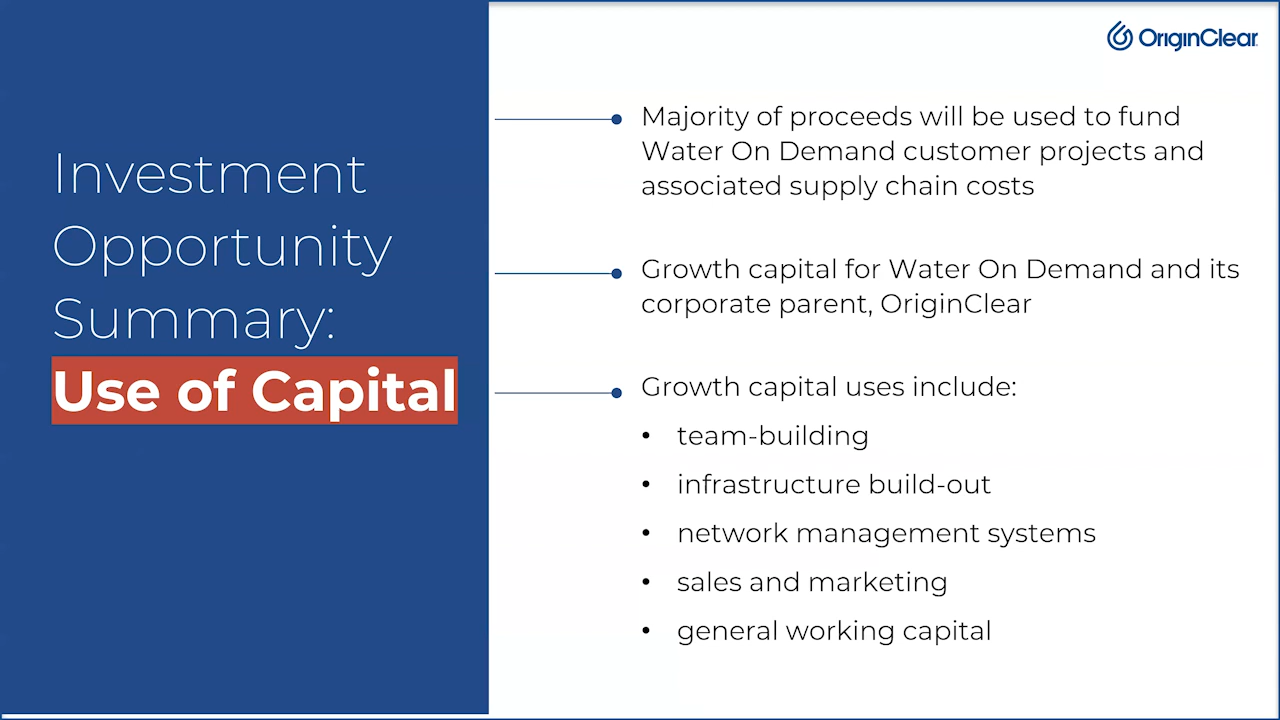 OriginClear
Investment
Opportunity
Summary:
Use of Capital
Majority of proceeds will be used to fund
Water On Demand customer projects and
associated supply chain costs
Growth capital for Water On Demand and its
corporate parent, OriginClear
Growth capital uses include:
• team-building
• infrastructure build-out
• network management systems
• sales and marketing
• general working capital